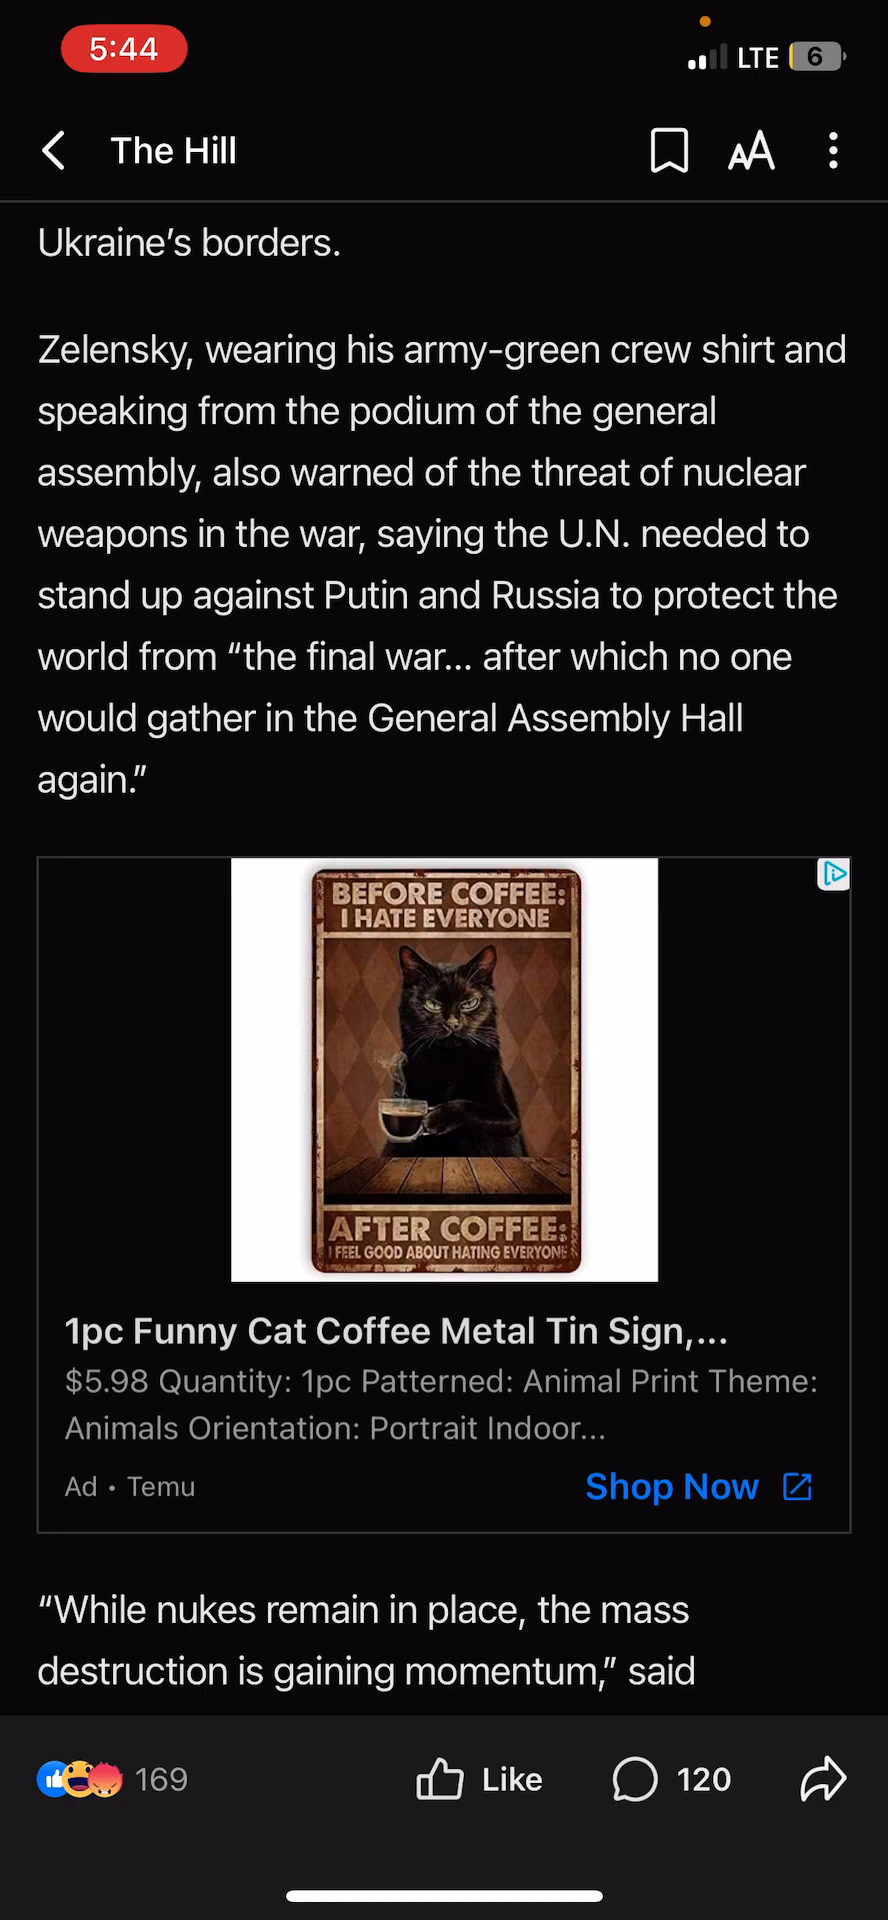 5:44
LTE 6
The Hill
AA
Ukraine’s borders.
Zelensky, wearing his army-green crew shirt and
speaking from the podium of the general
assembly, also warned of the threat of nuclear
weapons in the war, saying the U.N. needed to
stand up against Putin and Russia to protect the
world from “the final war... after which no one
would gather in the General Assembly Hall
again.”
BEFORE COFFEE:
I HATE EVERYONE
AFTER COFFEE:
I FEEL GOOD ABOUT HATING EVERYONE
1pc Funny Cat Coffee Metal Tin Sign,...
$5.98 Quantity: 1pc Patterned: Animal Print Theme:
Animals Orientation: Portrait Indoor...
Ad • Temu
Shop Now
“While nukes remain in place, the mass
destruction is gaining momentum,” said
169
Like
120